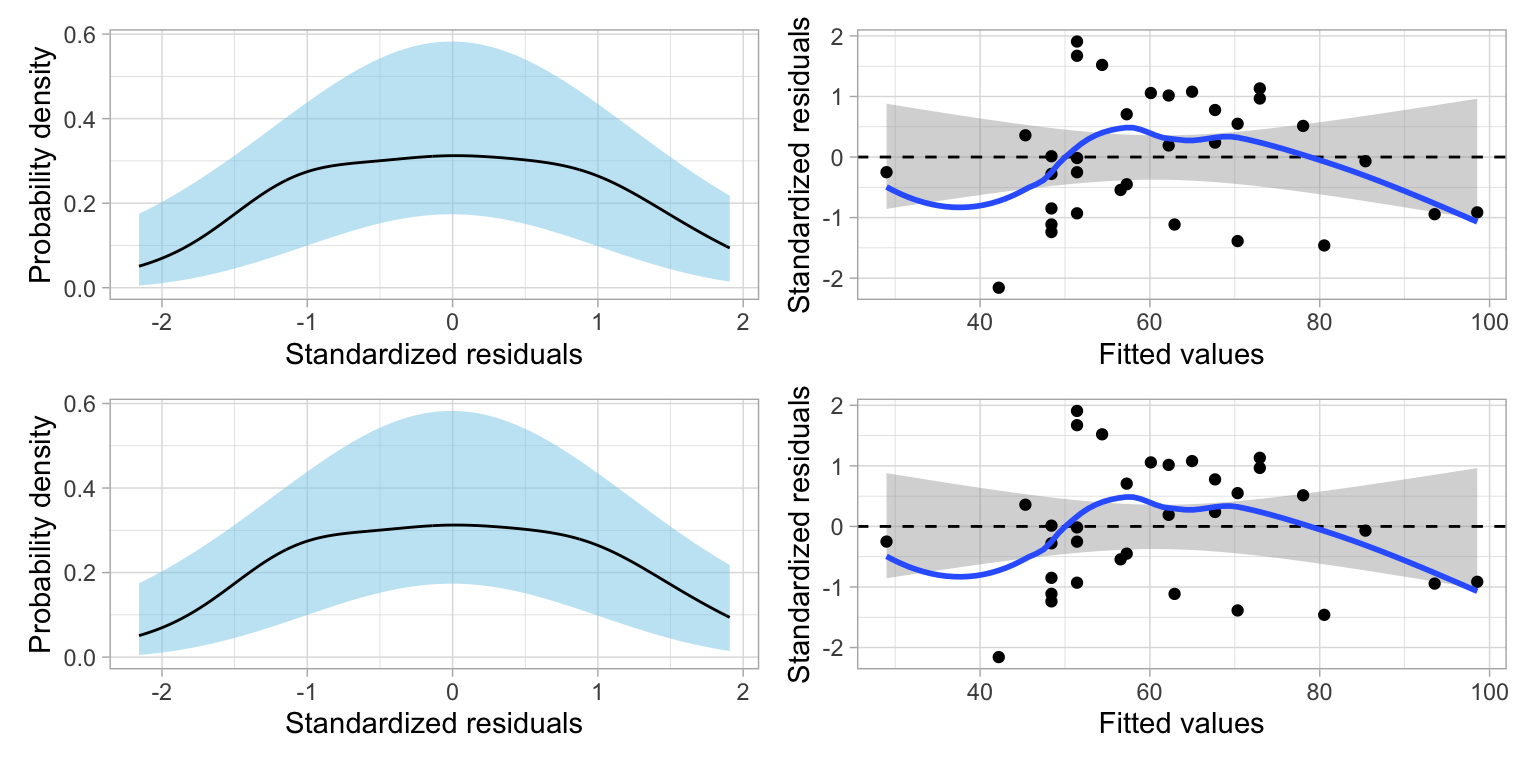 Probability density
0.6
0.4
0.2
0.0
-2 -1 0 1 2
Standardized residuals
Standardized residuals
2
1
0
-1
-2
40 60 80 100
Fitted values
Probability density
0.6
0.4
0.2
0.0
-2 -1 0 1 2
Standardized residuals
Standardized residuals
2
1
0
-1
-2
40 60 80 100
Fitted values